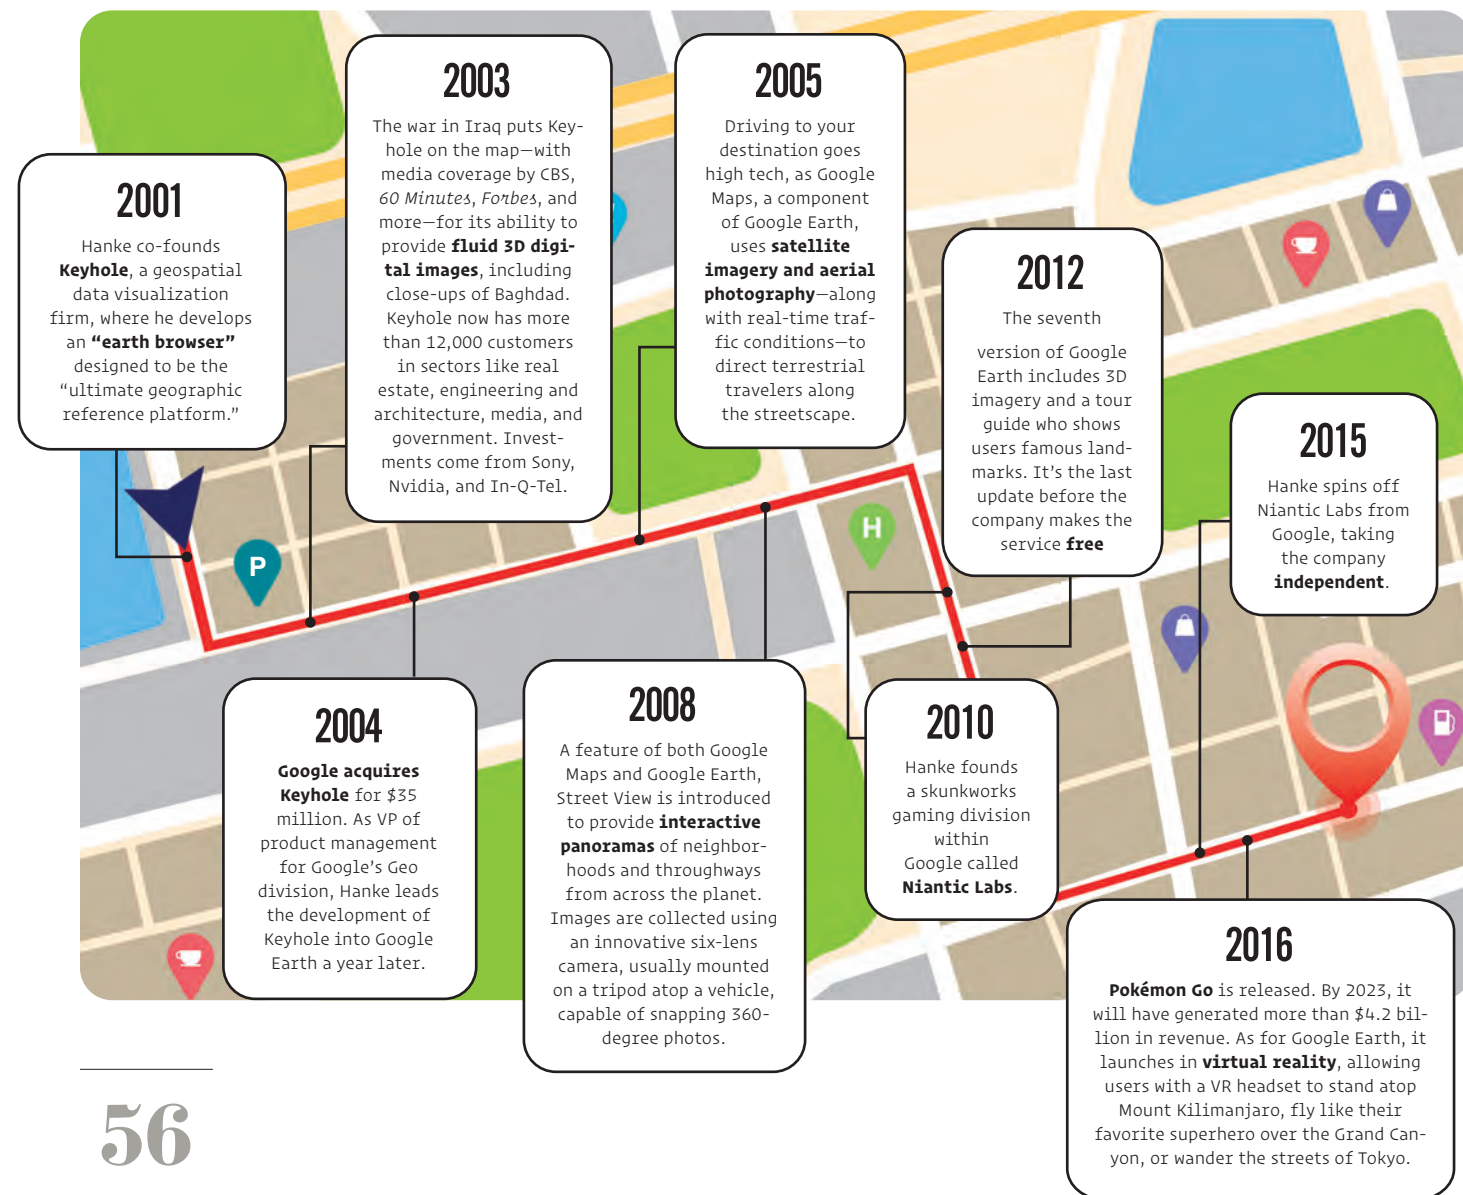 2001
Hanke co-founds
Keyhole, a geospatial
data visualization
firm, where he develops
an “earth browser”
designed to be the
“ultimate geographic
reference platform.”
2003
The war in Iraq puts Key-
hole on the map—with
media coverage by CBS,
60 Minutes, Forbes, and
more—for its ability to
provide fluid 3D digi-
tal images, including
close-ups of Baghdad.
Keyhole now has more
than 12,000 customers
in sectors like real
estate, engineering and
architecture, media, and
government. Invest-
ments come from Sony,
Nvidia, and In-Q-Tel.
2004
Google acquires
Keyhole for $35
million. As VP of
product management
for Google’s Geo
division, Hanke leads
the development of
Keyhole into Google
Earth a year later.
2005
Driving to your
destination goes
high tech, as Google
Maps, a component
of Google Earth,
uses satellite
imagery and aerial
photography—along
with real-time traf-
fic conditions—to
direct terrestrial
travelers along
the streetscape.
2008
A feature of both Google
Maps and Google Earth,
Street View is introduced
to provide interactive
panoramas of neighbor-
hoods and throughways
from across the planet.
Images are collected using
an innovative six-lens
camera, usually mounted
on a tripod atop a vehicle,
capable of snapping 360-
degree photos.
2010
Hanke founds
a skunkworks
gaming division
within
Google called
Niantic Labs.
2012
The seventh
version of Google
Earth includes 3D
imagery and a tour
guide who shows
users famous land-
marks. It’s the last
update before the
company makes the
service free
2015
Hanke spins off
Niantic Labs from
Google, taking
the company
independent.
2016
Pokémon Go is released. By 2023, it
will have generated more than $4.2 bil-
lion in revenue. As for Google Earth, it
launches in virtual reality, allowing
users with a VR headset to stand atop
Mount Kilimanjaro, fly like their
favorite superhero over the Grand Can-
yon, or wander the streets of Tokyo.
P
H
56